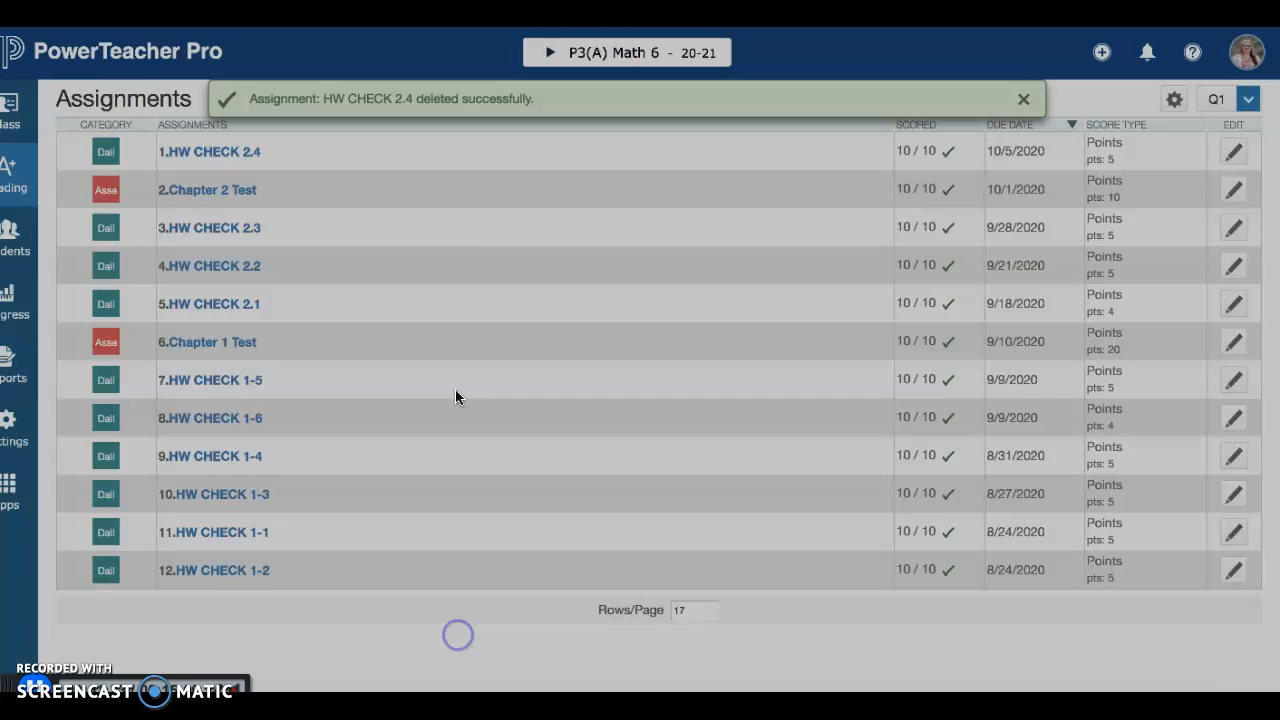 PowerTeacher Pro
P3(A) Math 6 - 20-21
Assignments
Assignment: HW CHECK 2.4 deleted successfully.
Q1
CATEGORY ASSIGNMENTS SCORED DUE DATE SCORE TYPE EDIT
Dail 1.HW CHECK 2.4 10 / 10 10/5/2020 Points
pts: 5
Asse 2.Chapter 2 Test 10 / 10 10/1/2020 Points
pts: 10
Dail 3.HW CHECK 2.3 10 / 10 9/28/2020 Points
pts: 5
Dail 4.HW CHECK 2.2 10 / 10 9/21/2020 Points
pts: 5
Dail 5.HW CHECK 2.1 10 / 10 9/18/2020 Points
pts: 4
Asse 6.Chapter 1 Test 10 / 10 9/10/2020 Points
pts: 20
Dail 7.HW CHECK 1-5 10 / 10 9/9/2020 Points
pts: 5
Dail 8.HW CHECK 1-6 10 / 10 9/9/2020 Points
pts: 4
Dail 9.HW CHECK 1-4 10 / 10 8/31/2020 Points
pts: 5
Dail 10.HW CHECK 1-3 10 / 10 8/27/2020 Points
pts: 5
Dail 11.HW CHECK 1-1 10 / 10 8/24/2020 Points
pts: 5
Dail 12.HW CHECK 1-2 10 / 10 8/24/2020 Points
pts: 5
Rows/Page 17
lass
ading
dents
gress
ports
ttings
pps
RECORDED WITH
SCREENCAST MATIC